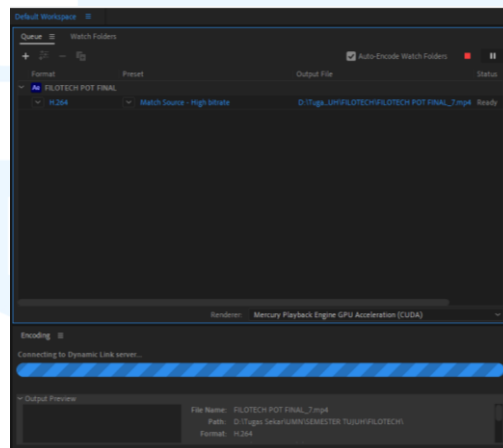 Default Workspace
Queue Watch Folders
Auto-Encode Watch Folders
Format Preset Output File Status
Ae FILOTECH POT FINAL
H.264 Match Source - High bitrate D:\Tuga...UH\FILOTECH\FILOTECH POT FINAL_7.mp4 Ready
Renderer: Mercury Playback Engine GPU Acceleration (CUDA)
Encoding
Connecting to Dynamic Link server...
Output Preview
File Name: FILOTECH POT FINAL_7.mp4
Path: D:\Tugas Sekar\UMN\SEMESTER TUJUH\FILOTECH\
Format: H.264